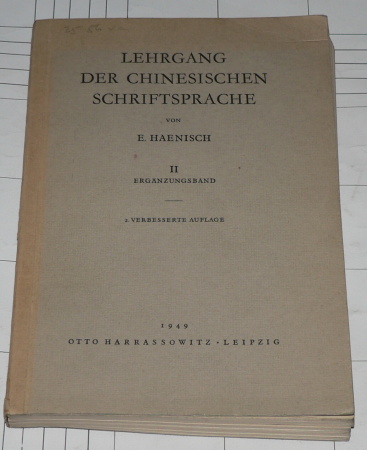 LEHRGANG
DER CHINESISCHEN
SCHRIFTSPRACHE
VON
E. HAENISCH
II
ERGÄNZUNGSBAND
2. VERBESSERTE AUFLAGE
1949
OTTO HARRASSOWITZ · LEIPZIG